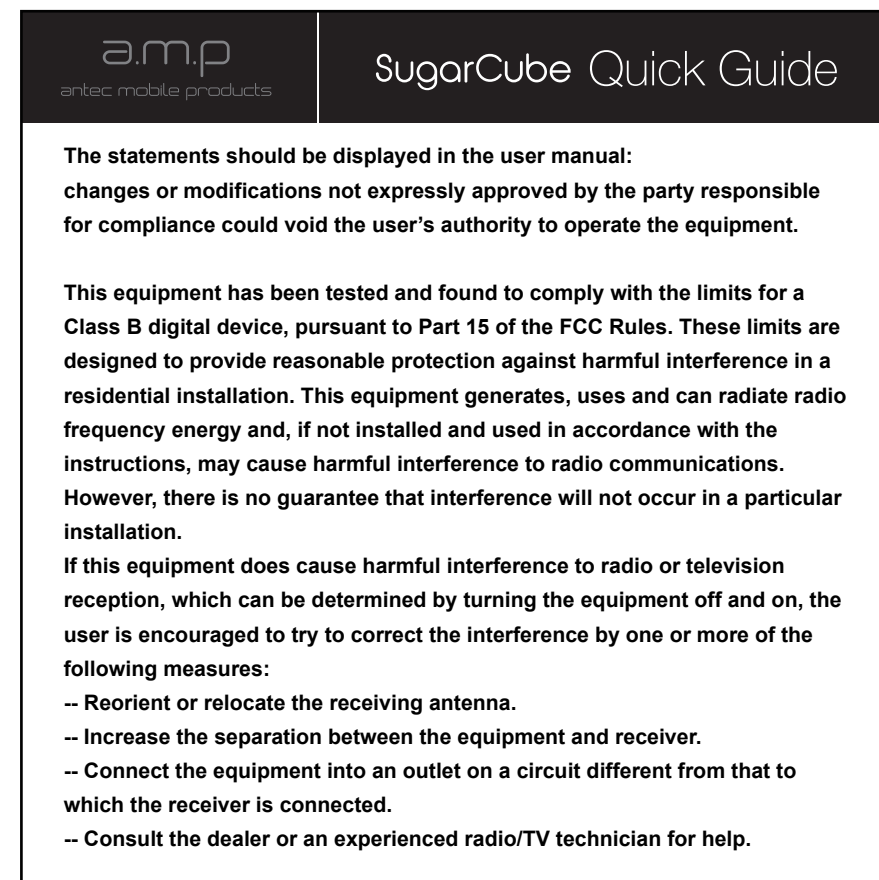 a.m.p
antec mobile products
SugarCube Quick Guide
The statements should be displayed in the user manual:
changes or modifications not expressly approved by the party responsible
for compliance could void the user’s authority to operate the equipment.
This equipment has been tested and found to comply with the limits for a
Class B digital device, pursuant to Part 15 of the FCC Rules. These limits are
designed to provide reasonable protection against harmful interference in a
residential installation. This equipment generates, uses and can radiate radio
frequency energy and, if not installed and used in accordance with the
instructions, may cause harmful interference to radio communications.
However, there is no guarantee that interference will not occur in a particular
installation.
If this equipment does cause harmful interference to radio or television
reception, which can be determined by turning the equipment off and on, the
user is encouraged to try to correct the interference by one or more of the
following measures:
-- Reorient or relocate the receiving antenna.
-- Increase the separation between the equipment and receiver.
-- Connect the equipment into an outlet on a circuit different from that to
which the receiver is connected.
-- Consult the dealer or an experienced radio/TV technician for help.